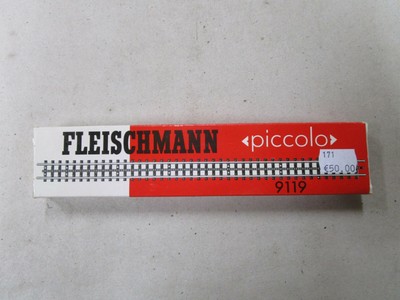 FLEISCHMANN
«piccolo»
171
€50,00
9119